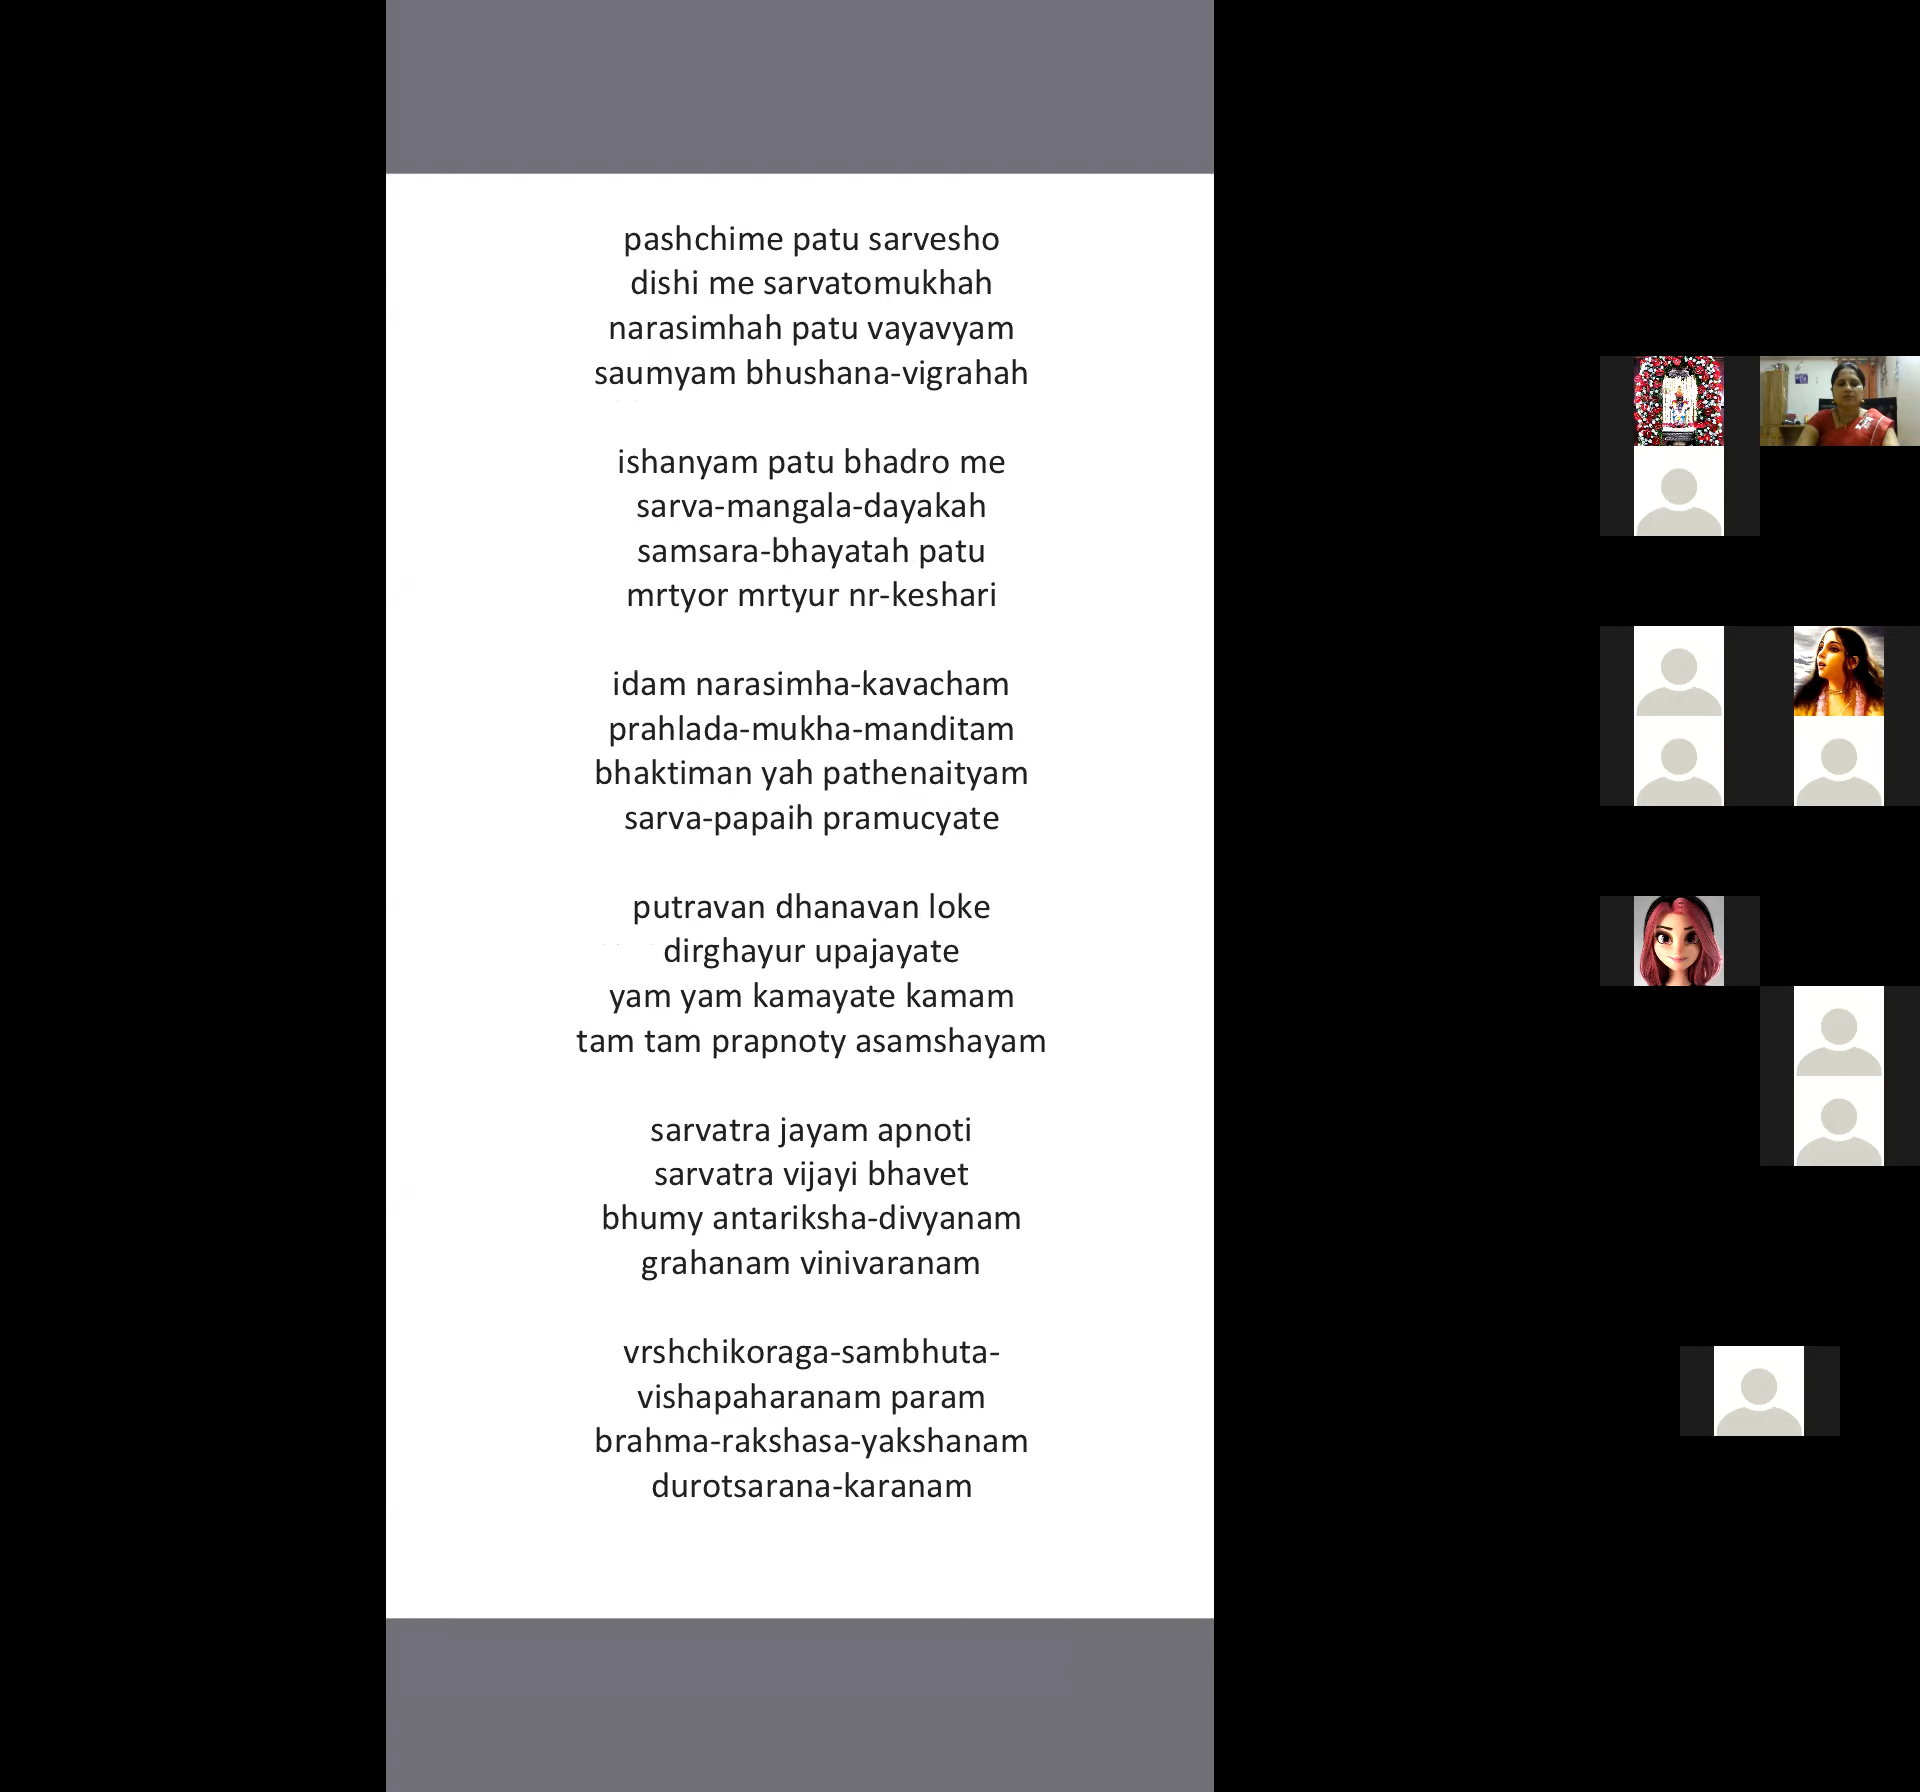 pashchime patu sarvesho
dishi me sarvatomukhah
narasimhah patu vayavyam
saumyam bhushana-vigrahah
ishanyam patu bhadro me
sarva-mangala-dayakah
samsara-bhayatah patu
mrtyor mrtyur nr-keshari
idam narasimha-kavacham
prahlada-mukha-manditam
bhaktiman yah pathenaityam
sarva-papaih pramucyate
putravan dhanavan loke
dirghayur upajayate
yam yam kamayate kamam
tam tam prapnoty asamshayam
sarvatra jayam apnoti
sarvatra vijayi bhavet
bhumy antariksha-divyanam
grahanam vinivaranam
vrshchikoraga-sambhuta-
vishapaharanam param
brahma-rakshasa-yakshanam
durotsarana-karanam